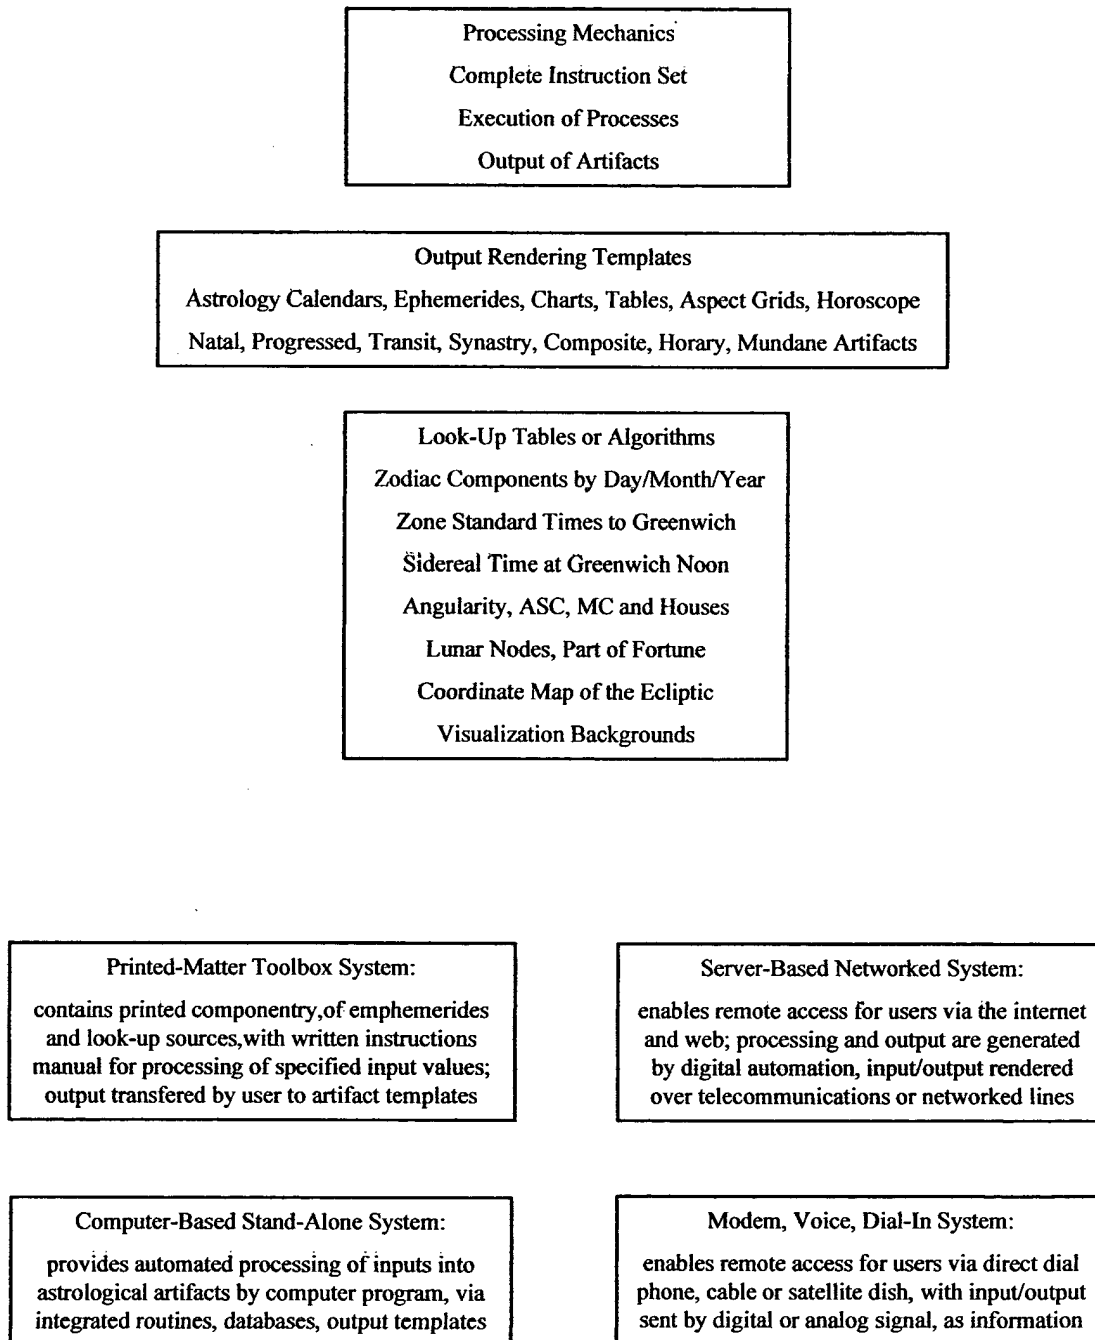 Processing Mechanics
Complete Instruction Set
Execution of Processes
Output of Artifacts
Output Rendering Templates
Astrology Calendars, Ephemerides, Charts, Tables, Aspect Grids, Horoscope
Natal, Progressed, Transit, Synastry, Composite, Horary, Mundane Artifacts
Look-Up Tables or Algorithms
Zodiac Components by Day/Month/Year
Zone Standard Times to Greenwich
Sidereal Time at Greenwich Noon
Angularity, ASC, MC and Houses
Lunar Nodes, Part of Fortune
Coordinate Map of the Ecliptic
Visualization Backgrounds
Printed-Matter Toolbox System:
contains printed componentry,of emphemerides
and look-up sources,with written instructions
manual for processing of specified input values;
output transfered by user to artifact templates
Server-Based Networked System:
enables remote access for users via the internet
and web; processing and output are generated
by digital automation, input/output rendered
over telecommunications or networked lines
Computer-Based Stand-Alone System:
provides automated processing of inputs into
astrological artifacts by computer program, via
integrated routines, databases, output templates
Modem, Voice, Dial-In System:
enables remote access for users via direct dial
phone, cable or satellite dish, with input/output
sent by digital or analog signal, as information